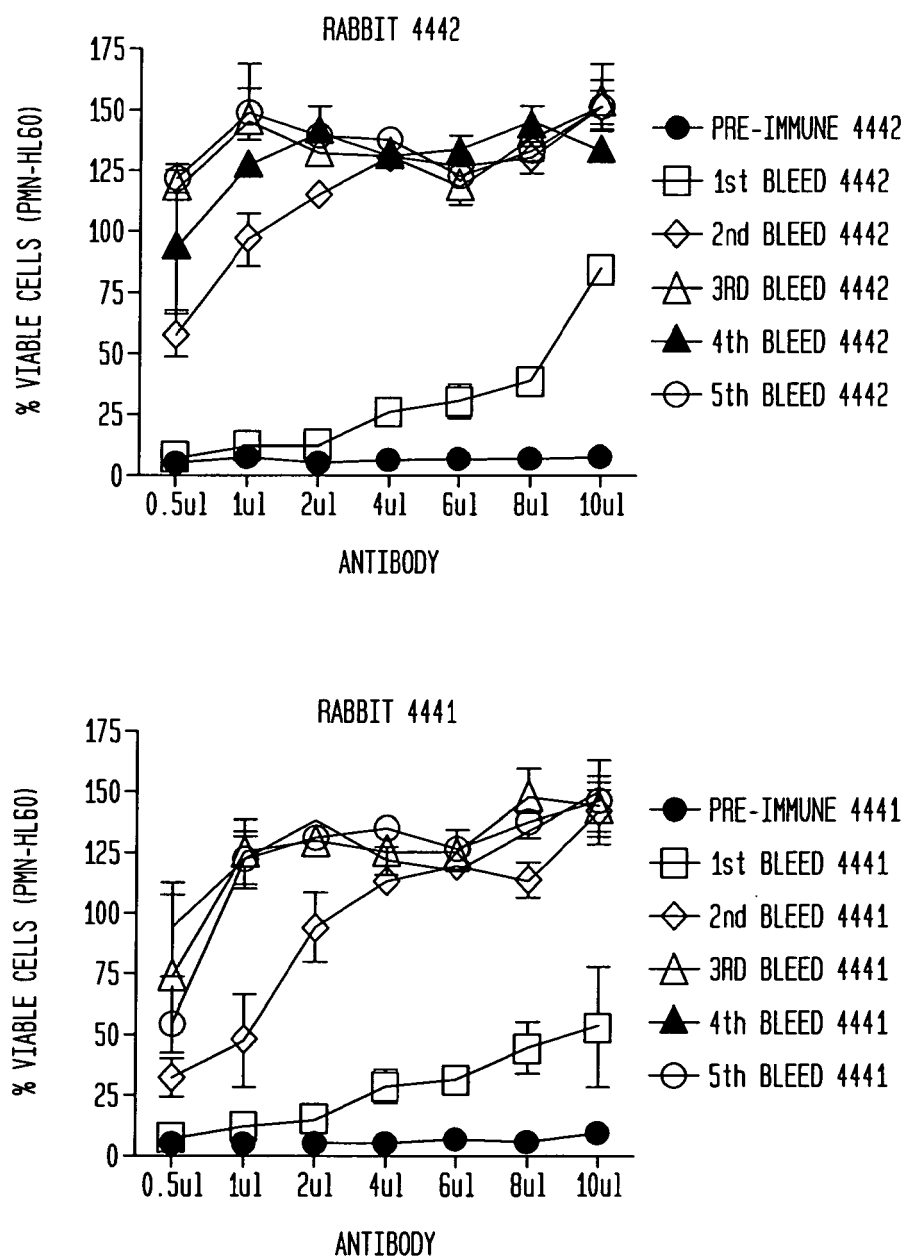 RABBIT 4442
% VIABLE CELLS (PMN-HL60)
175
150
125
100
75
50
25
0
0.5ul 1ul 2ul 4ul 6ul 8ul 10ul
ANTIBODY
PRE-IMMUNE 4442
1st BLEED 4442
2nd BLEED 4442
3RD BLEED 4442
4th BLEED 4442
5th BLEED 4442
RABBIT 4441
% VIABLE CELLS (PMN-HL60)
175
150
125
100
75
50
25
0
0.5ul 1ul 2ul 4ul 6ul 8ul 10ul
ANTIBODY
PRE-IMMUNE 4441
1st BLEED 4441
2nd BLEED 4441
3RD BLEED 4441
4th BLEED 4441
5th BLEED 4441